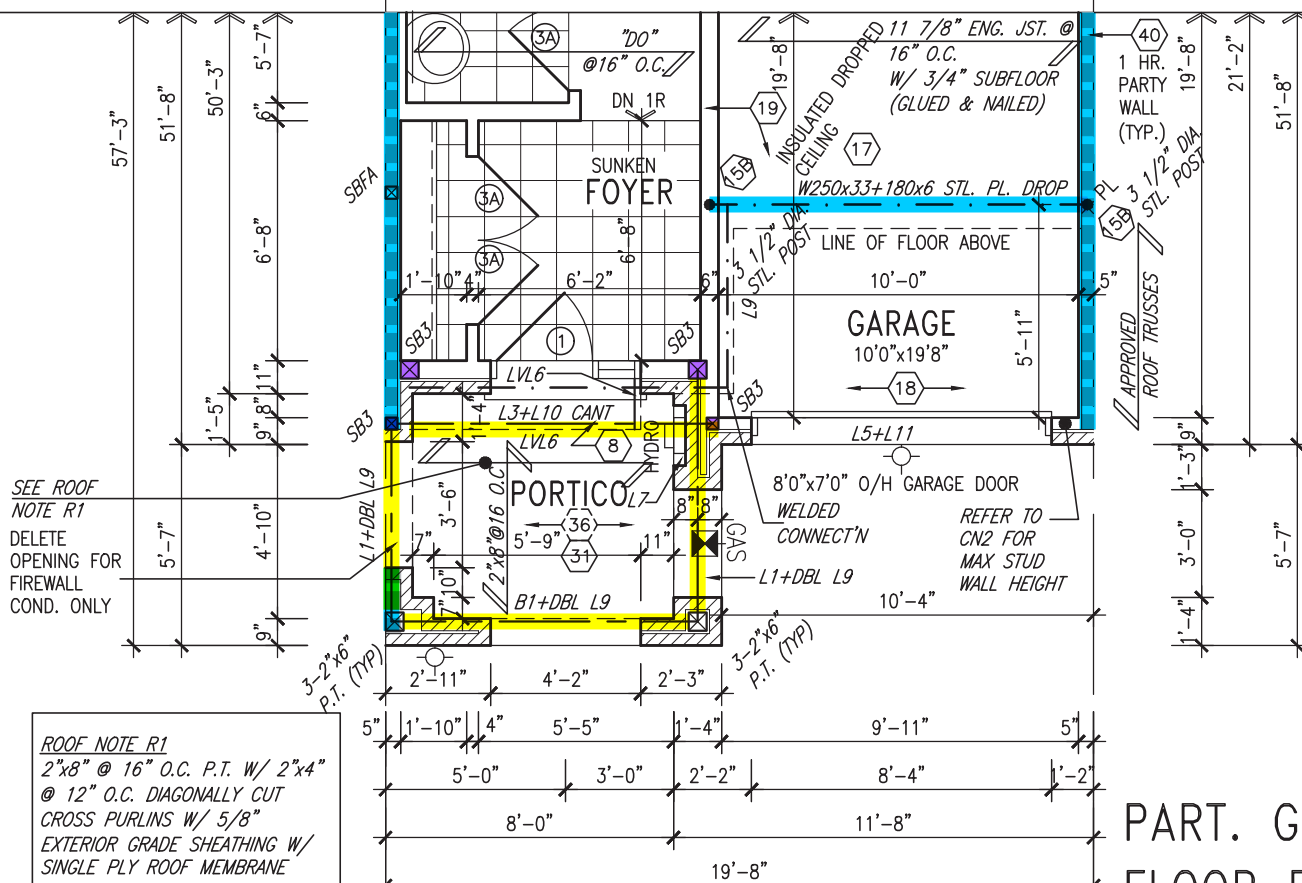 "DO"
@16" O.C.
3A
DN 1R
SUNKEN
FOYER
3A
3A
1
6'-8"
1'-10"
4"
6'-2"
6"
10'-0"
5"
11 7/8" ENG. JST. @
16" O.C.
W/ 3/4" SUBFLOOR
(GLUED & NAILED)
19'-8"
INSULATED DROPPED
CEILING
19
17
40
1 HR.
PARTY
WALL
(TYP.)
15B
W250x33+180x6 STL. PL. DROP
PL
3 1/2" DIA.
STL. POST
15B
3 1/2" DIA.
STL. POST
L9
LINE OF FLOOR ABOVE
GARAGE
10'0"x19'8"
18
5'-11"
APPROVED
ROOF TRUSSES
19'-8"
21'-2"
51'-8"
57'-3"
51'-8"
50'-3"
5'-7"
6"
6'-8"
11"
8"
9"
1'-5"
4'-10"
5'-7"
9"
SBFA
SB3
SB3
SB3
SB3
LVL6
L3+L10 CANT
LVL6
1'-4"
8
HYDRO
L7
L5+L11
8'0"x7'0" O/H GARAGE DOOR
WELDED
CONNECT'N
REFER TO
CN2 FOR
MAX STUD
WALL HEIGHT
9"
1'-3"
3'-0"
1'-4"
5'-7"
SEE ROOF
NOTE R1
DELETE
OPENING FOR
FIREWALL
COND. ONLY
L1+DBL L9
PORTICO
3'-6"
2"x8"@16 O.C
36
31
7"
5'-9"
11"
8"
8"
GAS
L1+DBL L9
10'-4"
10"
7"
B1+DBL L9
3-2"x6"
P.T. (TYP)
3-2"x6"
P.T. (TYP)
2'-11"
4'-2"
2'-3"
5"
1'-10"
4"
5'-5"
1'-4"
9'-11"
5"
5'-0"
3'-0"
2'-2"
8'-4"
1'-2"
8'-0"
11'-8"
19'-8"
ROOF NOTE R1
2"x8" @ 16" O.C. P.T. W/ 2"x4"
@ 12" O.C. DIAGONALLY CUT
CROSS PURLINS W/ 5/8"
EXTERIOR GRADE SHEATHING W/
SINGLE PLY ROOF MEMBRANE
PART. G